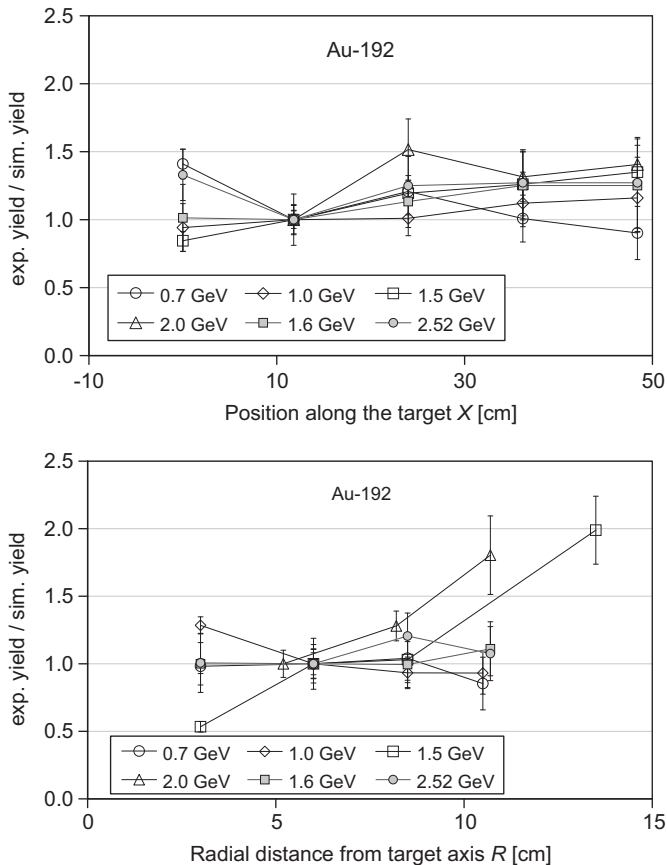 2.5
Au-192
2.0
1.5
1.0
0.5
0.0
exp. yield / sim. yield
0.7 GeV 1.0 GeV 1.5 GeV
2.0 GeV 1.6 GeV 2.52 GeV
-10 10 30 50
Position along the target X [cm]
2.5
Au-192
2.0
1.5
1.0
0.5
0.0
exp. yield / sim. yield
0.7 GeV 1.0 GeV 1.5 GeV
2.0 GeV 1.6 GeV 2.52 GeV
0 5 10 15
Radial distance from target axis R [cm]